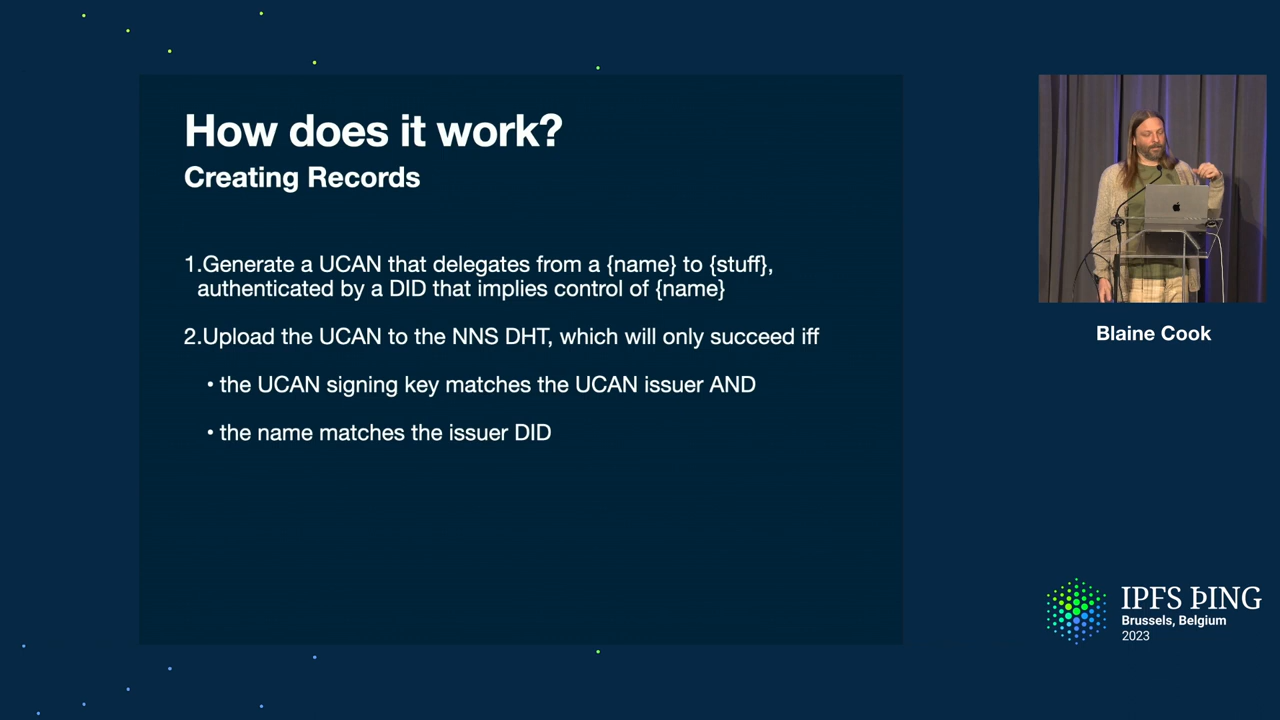 How does it work?
Creating Records
1.Generate a UCAN that delegates from a {name} to {stuff},
authenticated by a DID that implies control of {name}
2.Upload the UCAN to the NNS DHT, which will only succeed iff
• the UCAN signing key matches the UCAN issuer AND
• the name matches the issuer DID
Blaine Cook
IPFS ÞING
Brussels, Belgium
2023